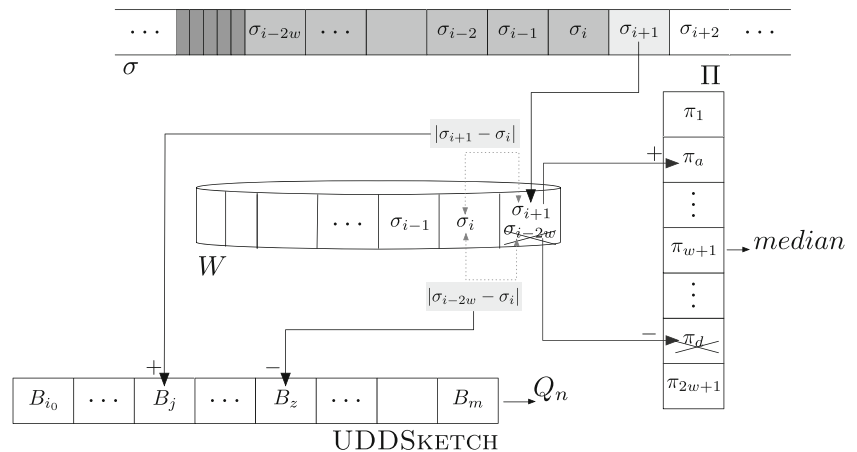 ··· σ_{i−2w} ··· σ_{i−2} σ_{i−1} σ_i σ_{i+1} σ_{i+2} ···
σ
Π
π_1
|σ_{i+1} − σ_i|
+ π_a
⋮
··· σ_{i−1} σ_i σ_{i+1}
σ_{i−2w}
π_{w+1} median
W
|σ_{i−2w} − σ_i|
⋮
− π_d
+ −
B_{i_0} ··· B_j ··· B_z ··· B_m Q_n
π_{2w+1}
UDDSKETCH